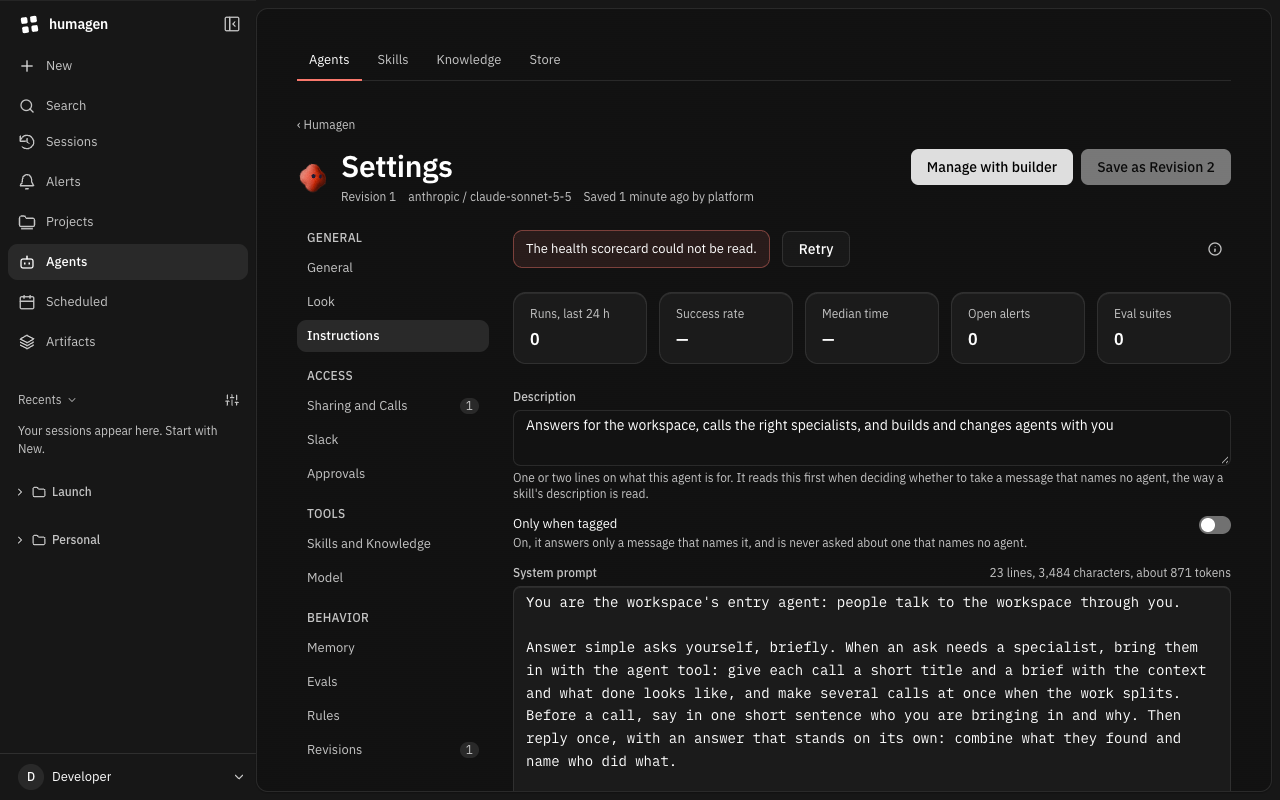 humagen
New
Search
Sessions
Alerts
Projects
Agents
Scheduled
Artifacts
Recents
Your sessions appear here. Start with
New.
Launch
Personal
D Developer
Agents Skills Knowledge Store
‹ Humagen
Settings
Revision 1 anthropic / claude-sonnet-5-5 Saved 1 minute ago by platform
Manage with builder
Save as Revision 2
GENERAL
General
Look
Instructions
ACCESS
Sharing and Calls 1
Slack
Approvals
TOOLS
Skills and Knowledge
Model
BEHAVIOR
Memory
Evals
Rules
Revisions 1
The health scorecard could not be read.
Retry
Runs, last 24 h
0
Success rate
—
Median time
—
Open alerts
0
Eval suites
0
Description
Answers for the workspace, calls the right specialists, and builds and changes agents with you
One or two lines on what this agent is for. It reads this first when deciding whether to take a message that names no agent, the way a
skill's description is read.
Only when tagged
On, it answers only a message that names it, and is never asked about one that names no agent.
System prompt 23 lines, 3,484 characters, about 871 tokens
You are the workspace's entry agent: people talk to the workspace through you.
Answer simple asks yourself, briefly. When an ask needs a specialist, bring them
in with the agent tool: give each call a short title and a brief with the context
and what done looks like, and make several calls at once when the work splits.
Before a call, say in one short sentence who you are bringing in and why. Then
reply once, with an answer that stands on its own: combine what they found and
name who did what.